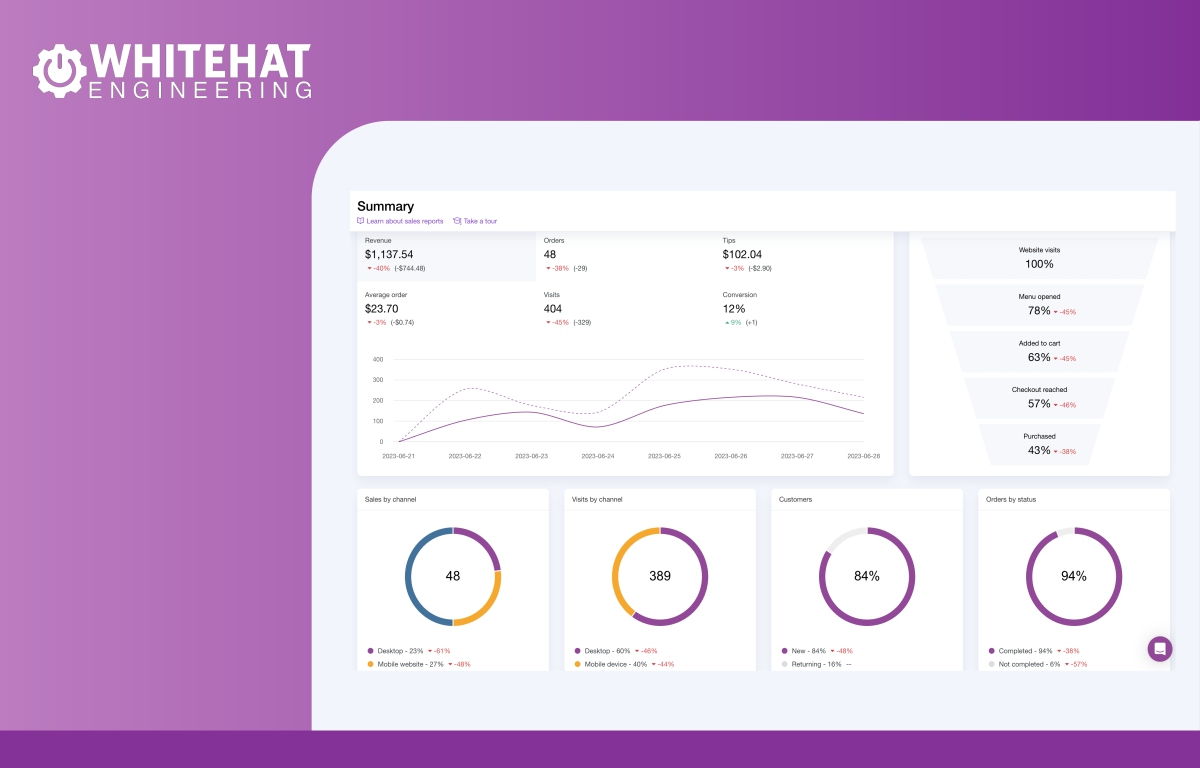 WHITEHAT
ENGINEERING
Summary
Learn about sales reports Take a tour
Revenue
$1,137.54
-40% (-$744.48)
Orders
48
-38% (-29)
Tips
$102.04
-3% (-$2.90)
Average order
$23.70
-3% (-$0.74)
Visits
404
-45% (-329)
Conversion
12%
9% (+1)
400
300
200
100
0
2023-06-21 2023-06-22 2023-06-23 2023-06-24 2023-06-25 2023-06-26 2023-06-27 2023-06-28
Website visits
100%
Menu opened
78% -45%
Added to cart
63% -45%
Checkout reached
57% -46%
Purchased
43% -38%
Sales by channel
48
Desktop - 23% -61%
Mobile website - 27% -48%
Visits by channel
389
Desktop - 60% -46%
Mobile device - 40% -44%
Customers
84%
New - 84% -48%
Returning - 16% --
Orders by status
94%
Completed - 94% -38%
Not completed - 6% -57%